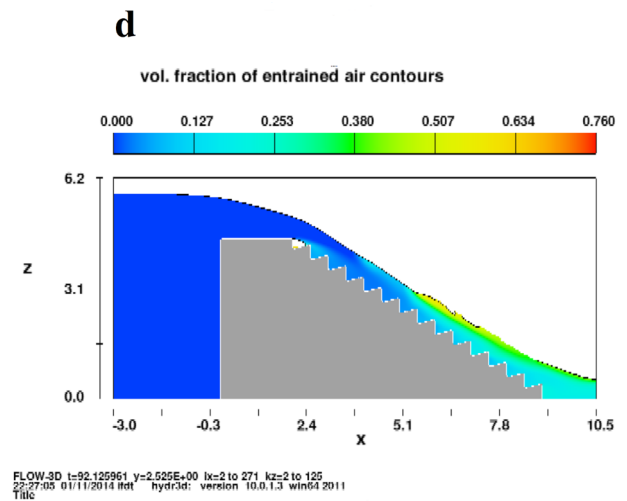 d
vol. fraction of entrained air contours
0.000 0.127 0.253 0.380 0.507 0.634 0.760
6.2
z
3.1
0.0
-3.0 -0.3 2.4 5.1 7.8 10.5
x
FLOW-3D t=92.125961 y=2.525E+00 ix=2 to 271 kz=2 to 125
22:27:05 01/11/2014 hydr3d: version 10.0.1.3 win64 2011
Title